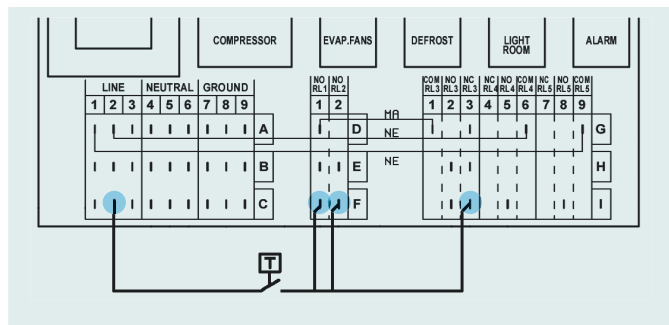 COMPRESSOR EVAP.FANS DEFROST LIGHT ROOM ALARM
LINE NEUTRAL GROUND
NO RL1 NO RL2
COM RL3 NO RL3 NC RL3 NC RL4 NO RL4 COM RL4 NC RL5 NO RL5 COM RL5
1 2 3 4 5 6 7 8 9 1 2 1 2 3 4 5 6 7 8 9
MA
A D NE G
NE
B E H
C F I
T